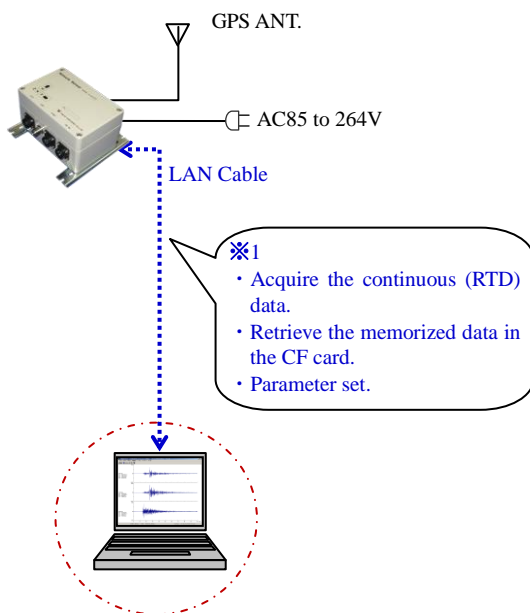 GPS ANT.
AC85 to 264V
LAN Cable
※1
・Acquire the continuous (RTD)
data.
・Retrieve the memorized data in
the CF card.
・Parameter set.